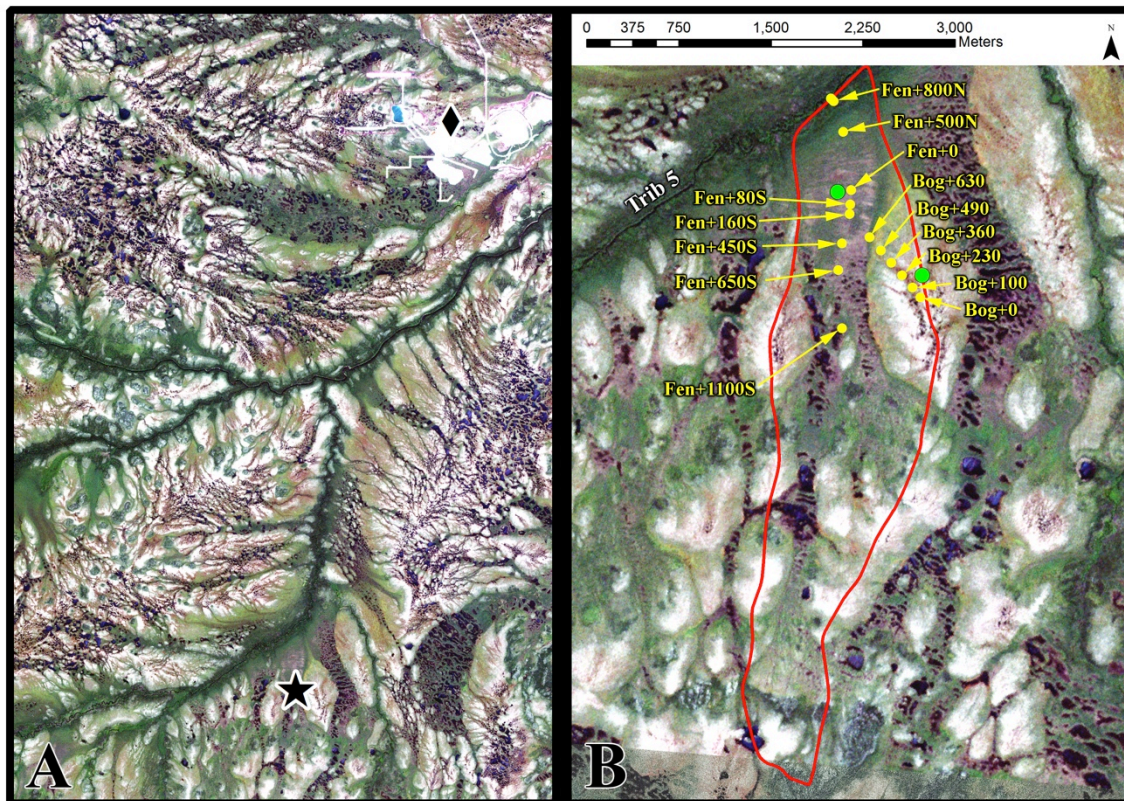 0 375 750 1,500 2,250 3,000
Meters
N
Fen+800N
Fen+500N
Fen+0
Trib 5
Bog+630
Fen+80S
Bog+490
Fen+160S
Bog+360
Fen+450S
Bog+230
Fen+650S
Bog+100
Bog+0
Fen+1100S
A
B